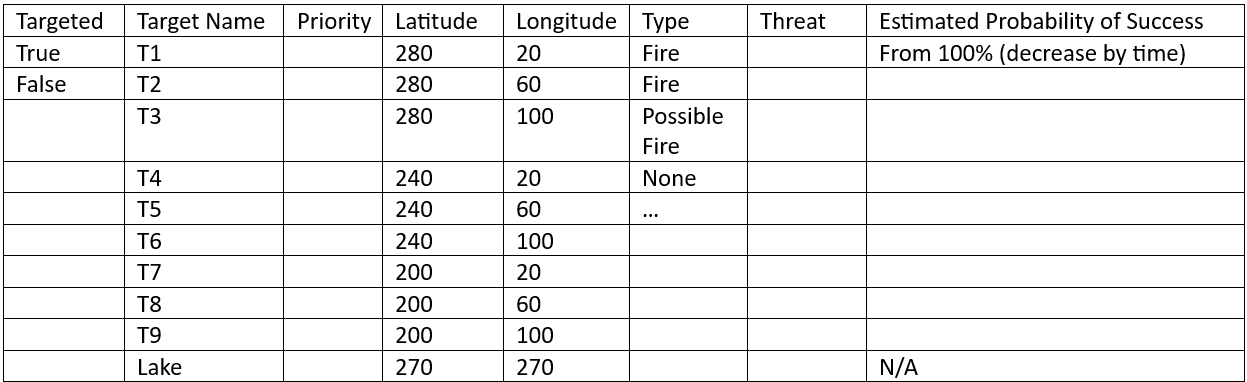 Targeted Target Name Priority Latitude Longitude Type Threat Estimated Probability of Success
True T1 280 20 Fire From 100% (decrease by time)
False T2 280 60 Fire
T3 280 100 Possible
Fire
T4 240 20 None
T5 240 60 ...
T6 240 100
T7 200 20
T8 200 60
T9 200 100
Lake 270 270 N/A